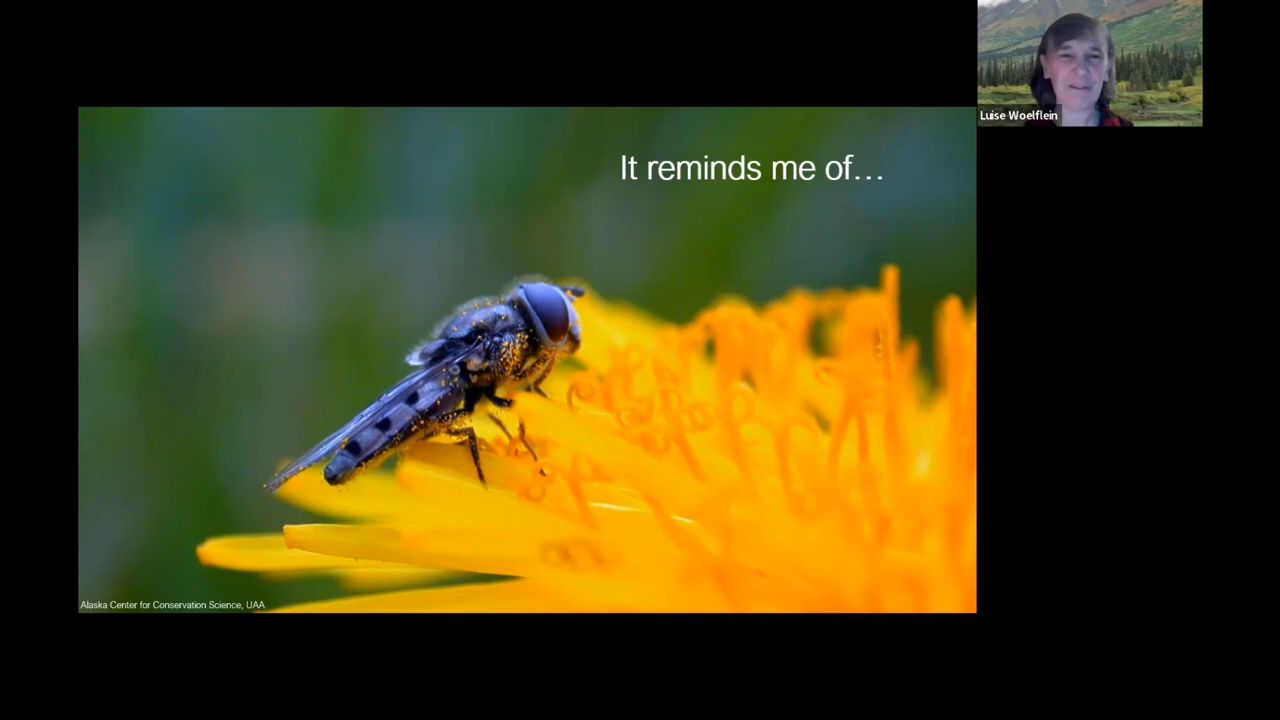 Luise Woelflein
It reminds me of...
Alaska Center for Conservation Science, UAA